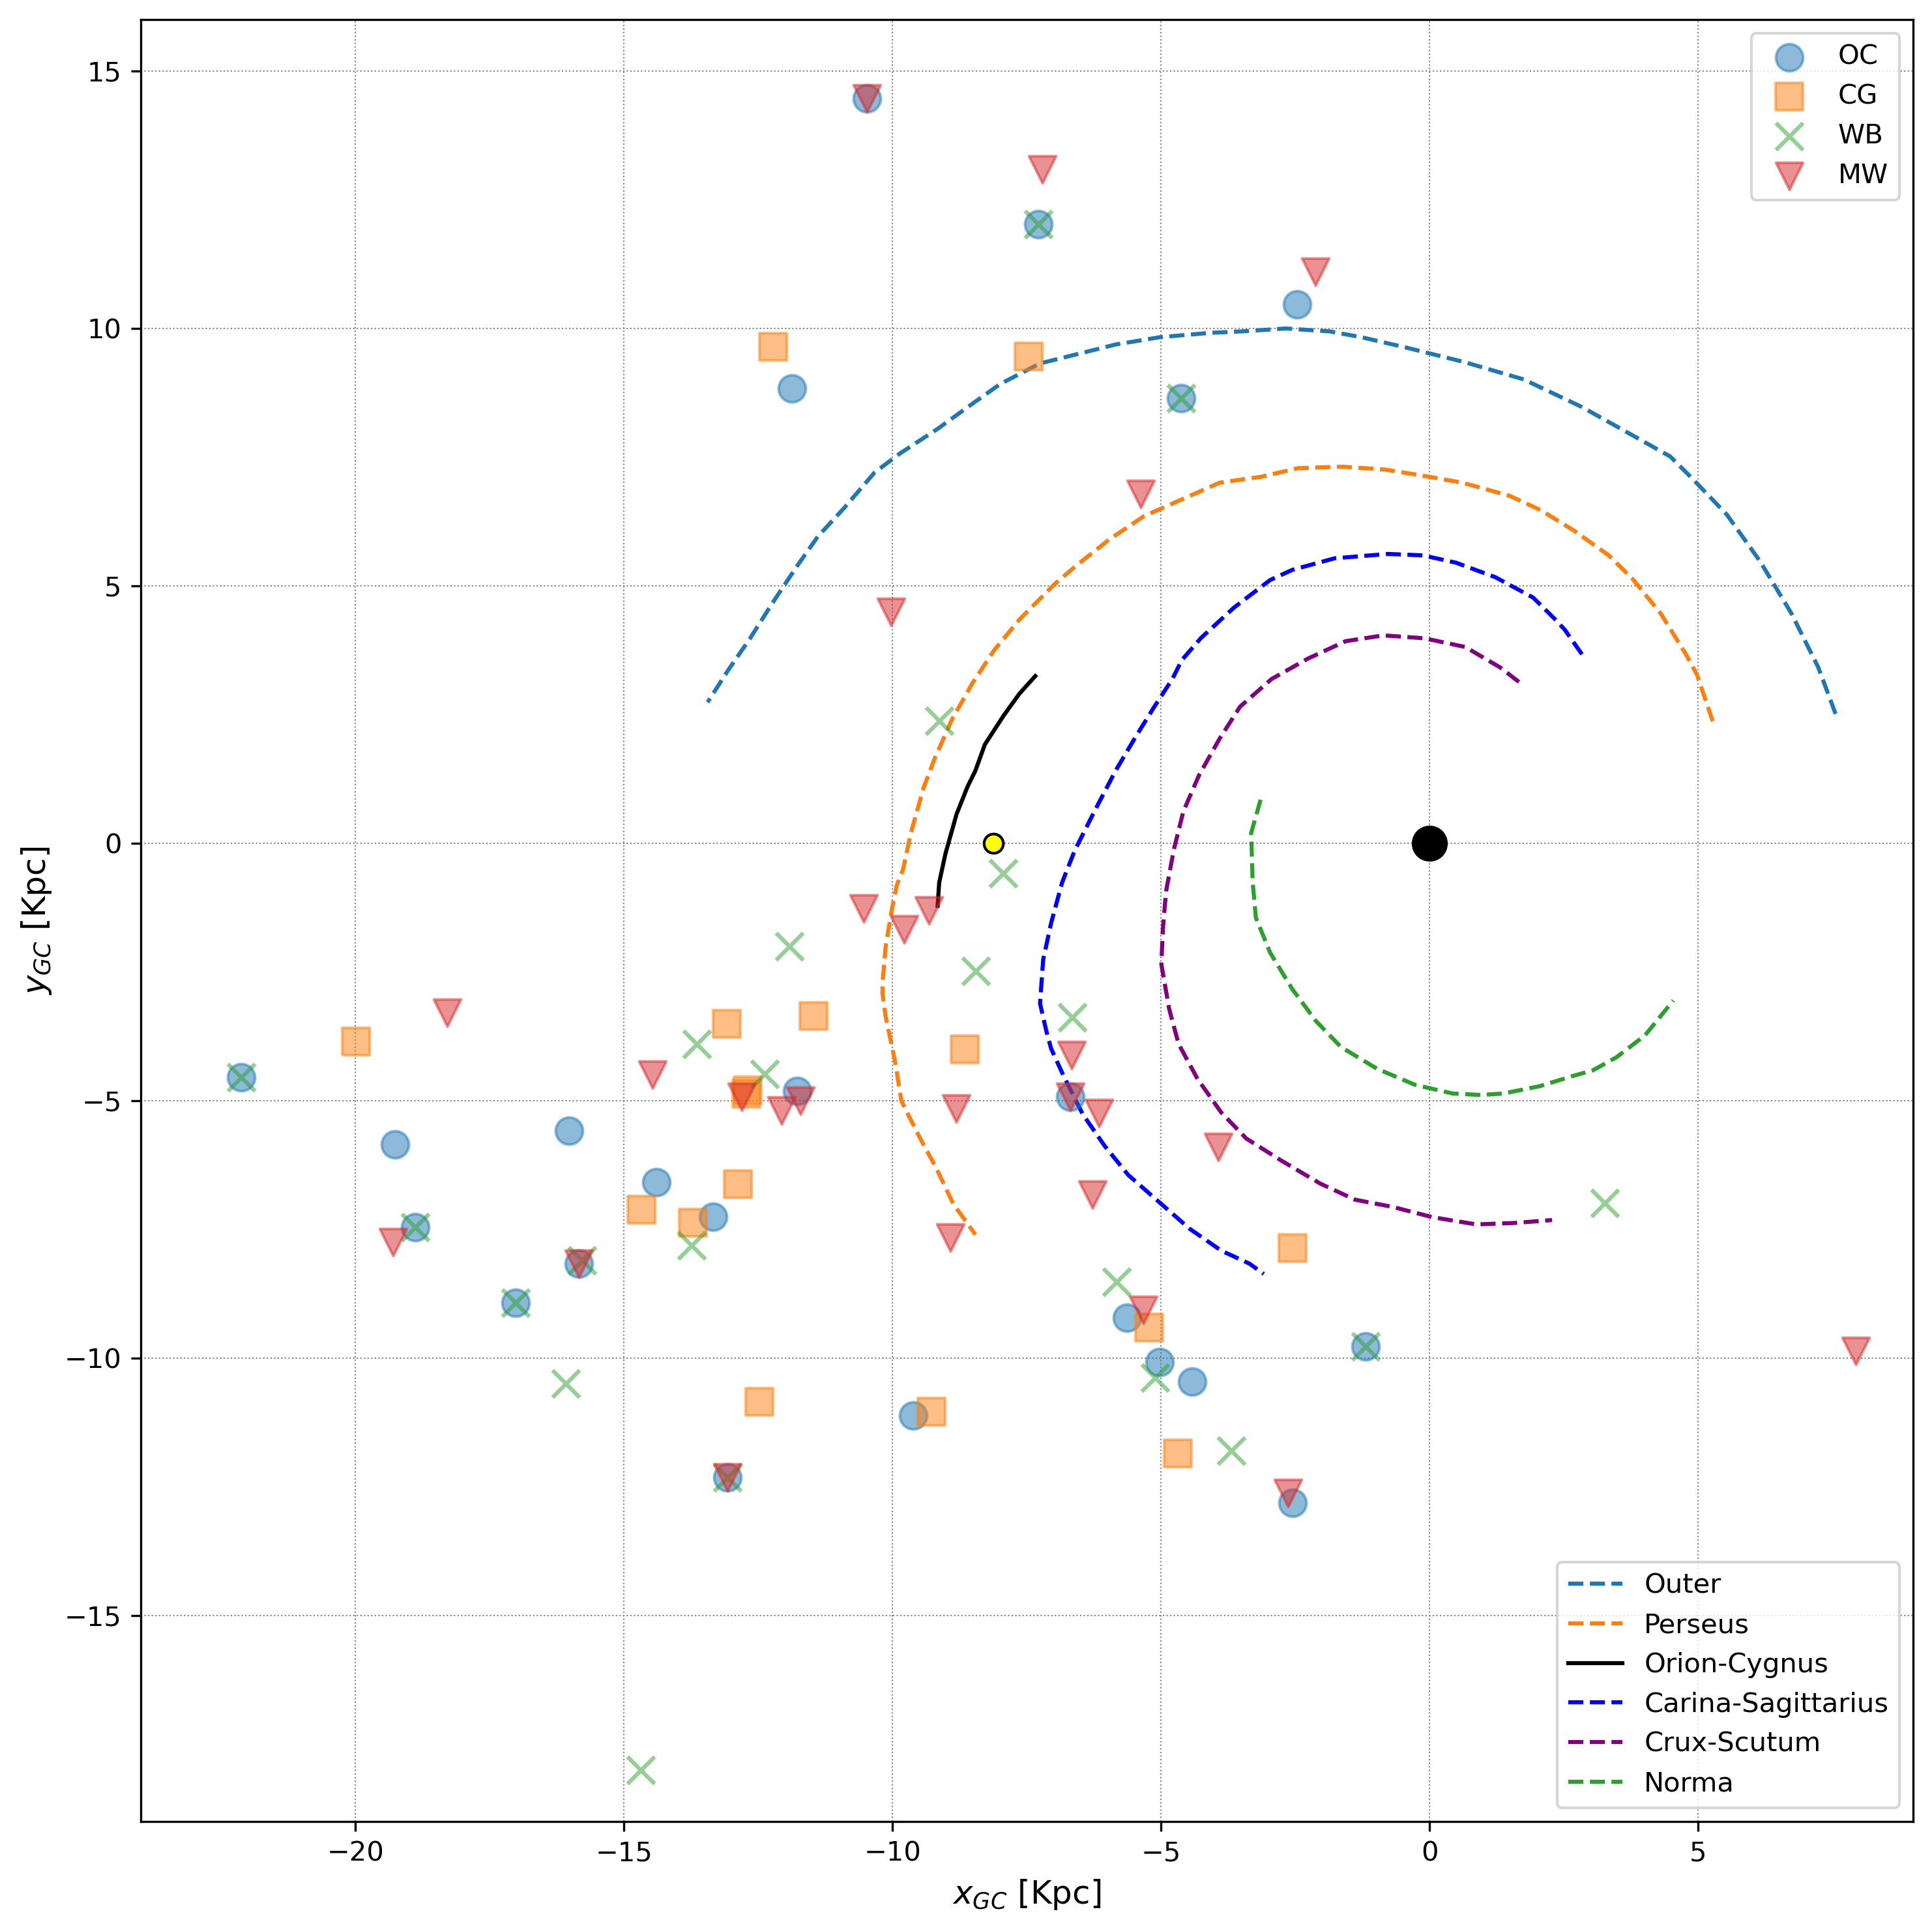 OC
CG
WB
MW
15
10
5
0
−5
−10
−15
y_GC [Kpc]
Outer
Perseus
Orion-Cygnus
Carina-Sagittarius
Crux-Scutum
Norma
−20 −15 −10 −5 0 5
x_GC [Kpc]